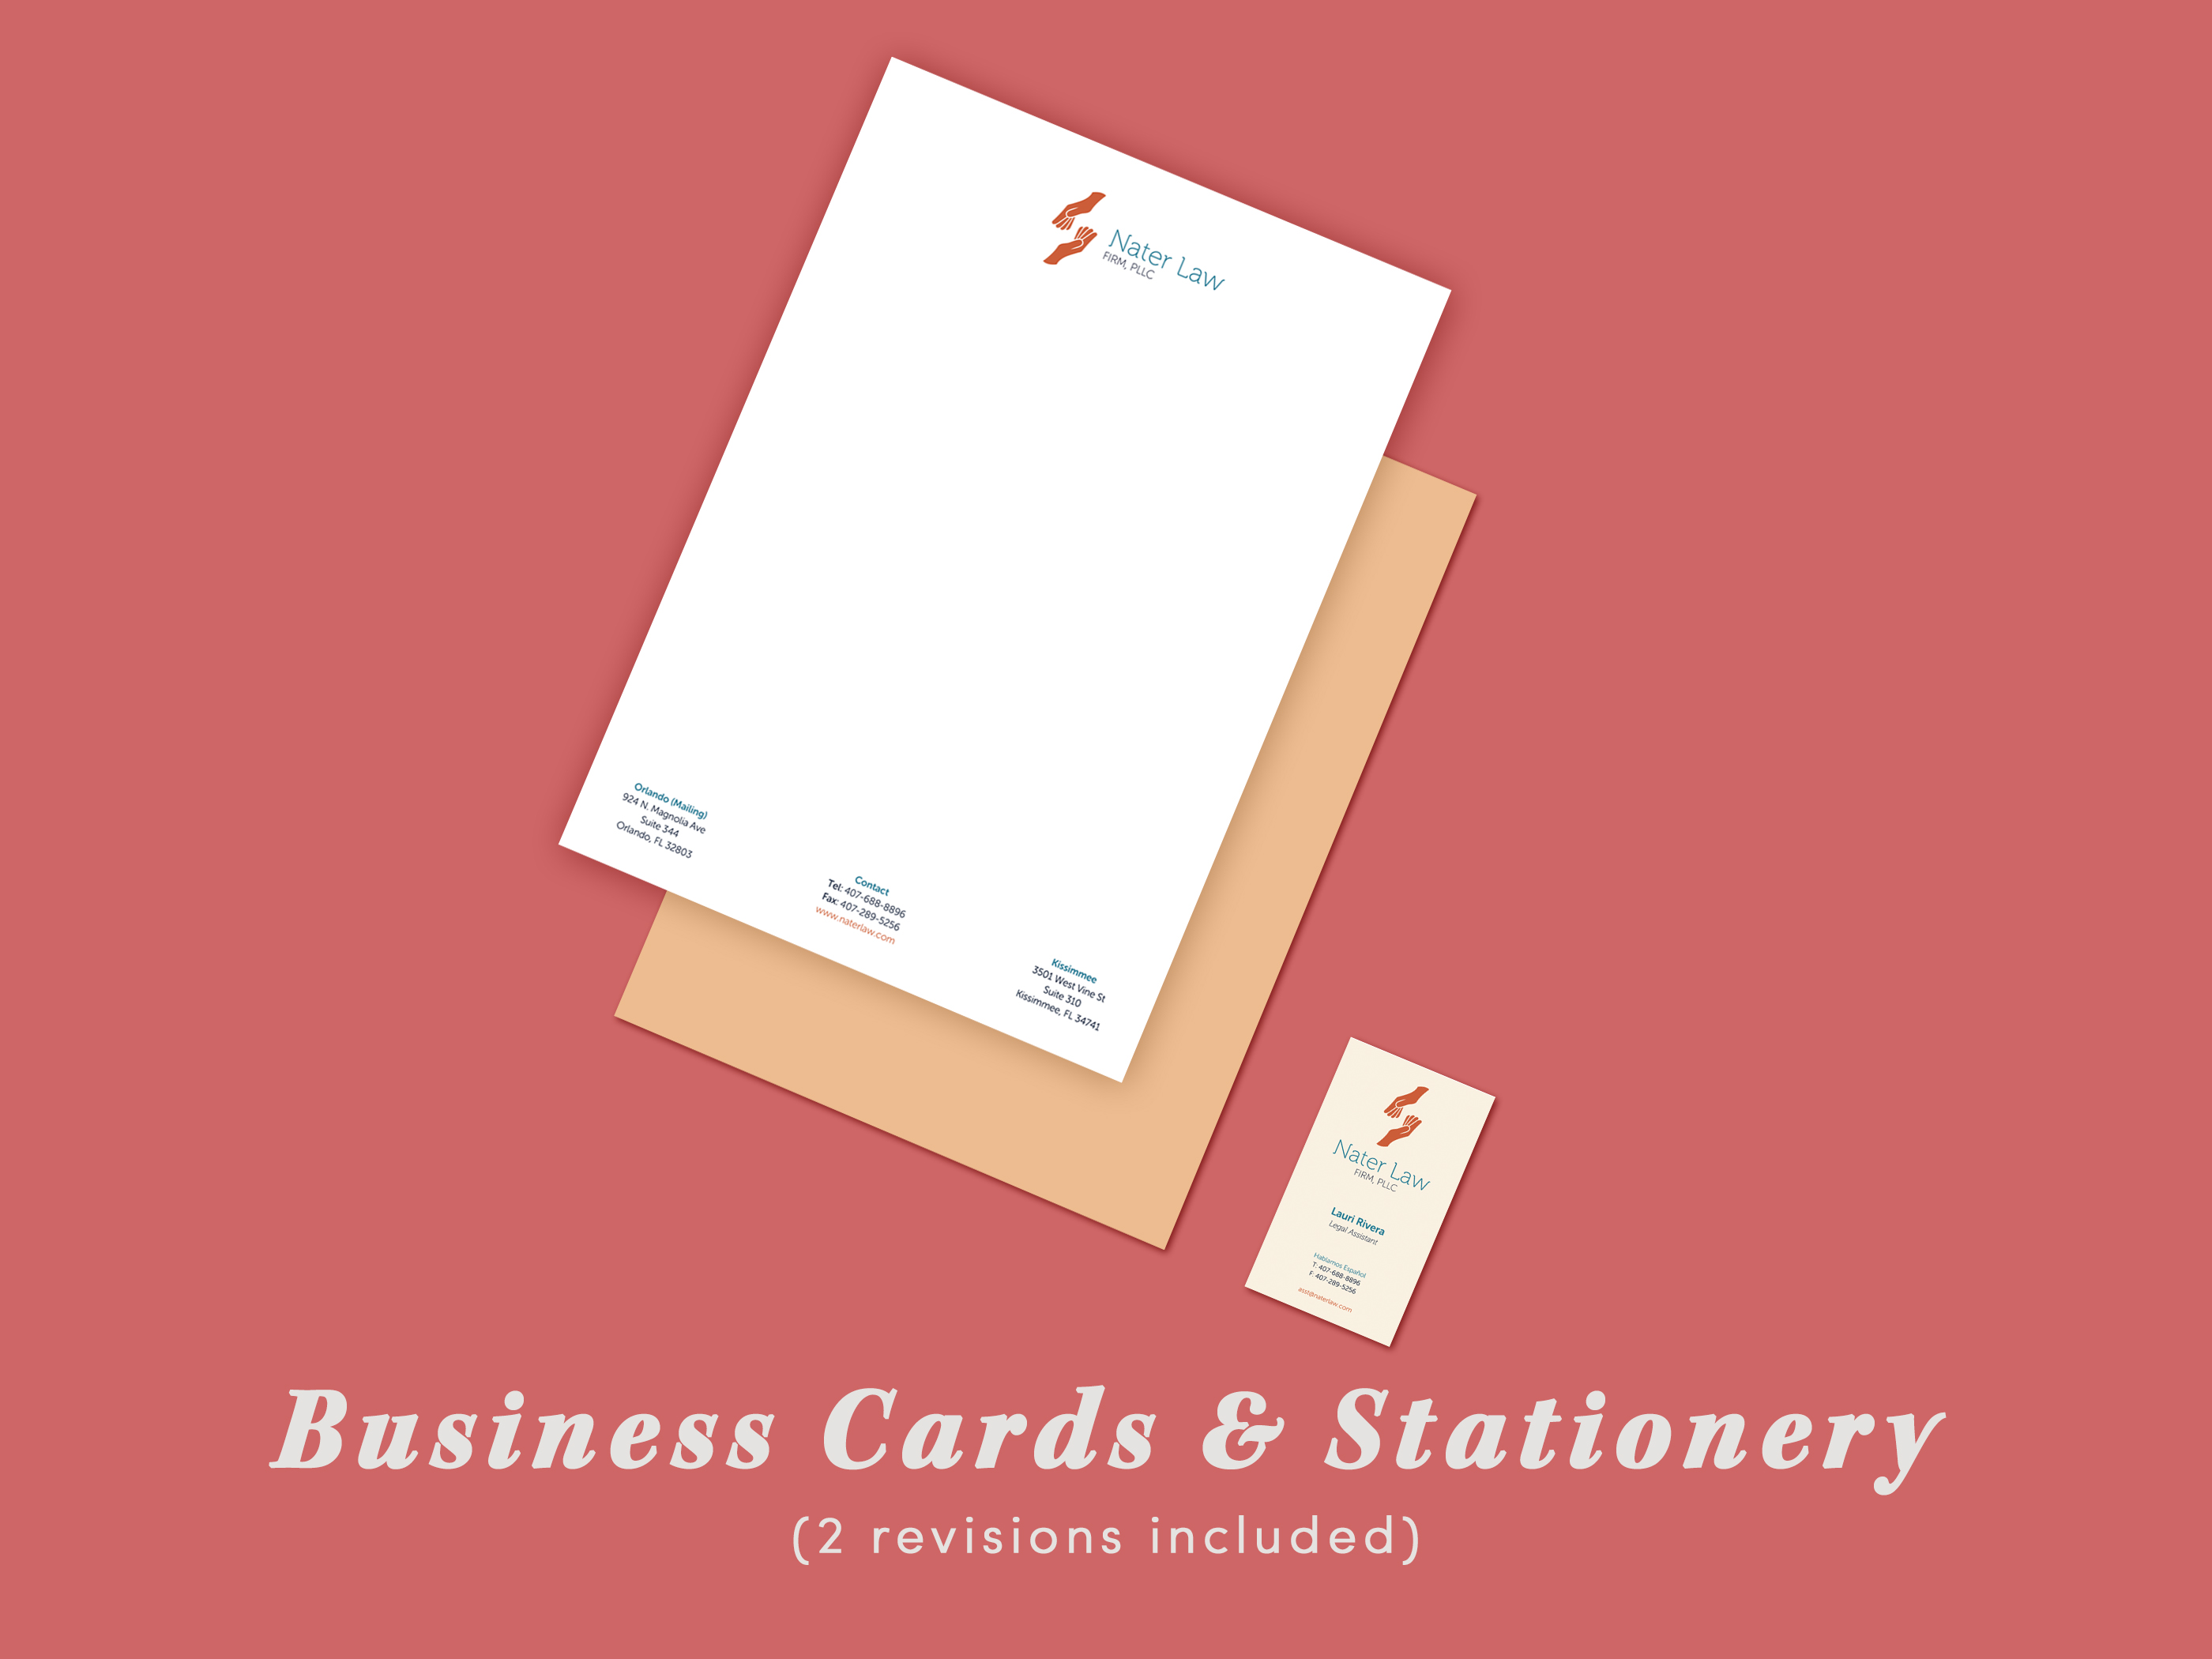 Nater Law
FIRM, PLLC
Orlando (Mailing)
924 N. Magnolia Ave
Suite 344
Orlando, FL 32803
Contact
Tel: 407-688-8896
Fax: 407-289-5256
www.naterlaw.com
Kissimmee
3501 West Vine St
Suite 310
Kissimmee, FL 34741
Nater Law
FIRM, PLLC
Lauri Rivera
Legal Assistant
Hablamos Español
T: 407-688-8896
F: 407-289-5256
asst@naterlaw.com
Business Cards & Stationery
(2 revisions included)